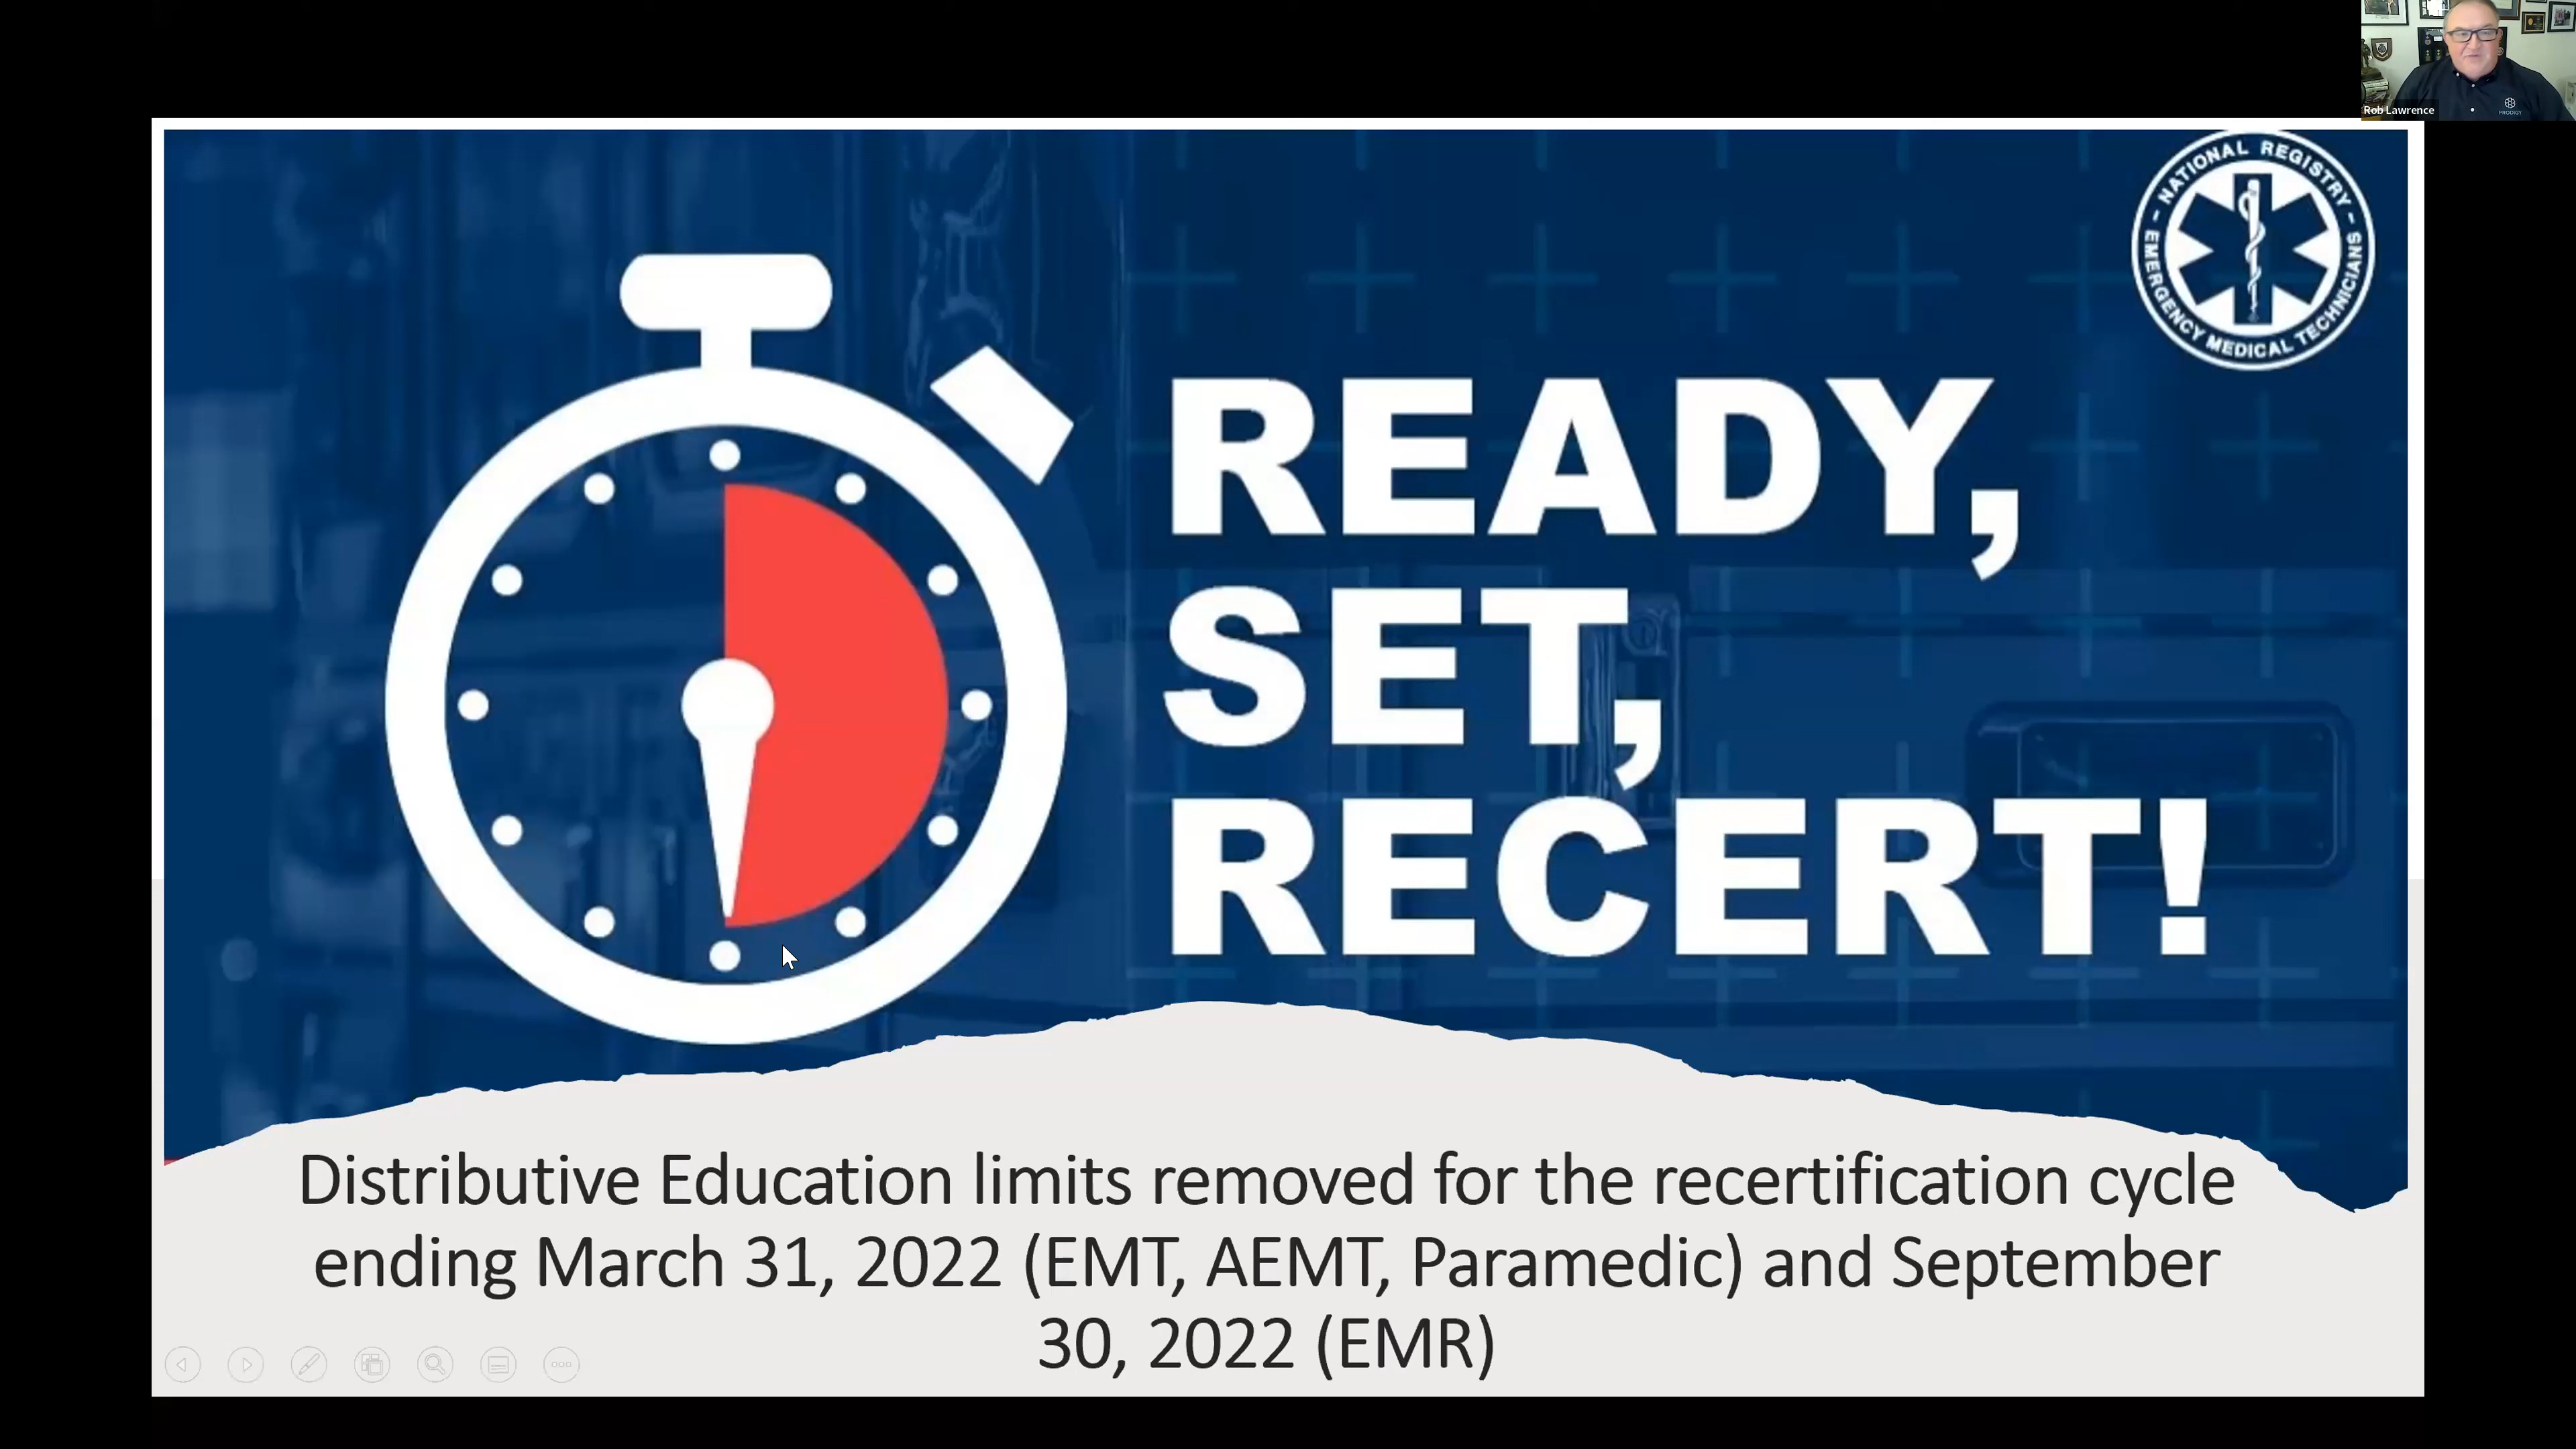 Rob Lawrence
PRODIGY
NATIONAL REGISTRY
EMERGENCY MEDICAL TECHNICIANS
READY,
SET,
RECERT!
Distributive Education limits removed for the recertification cycle
ending March 31, 2022 (EMT, AEMT, Paramedic) and September
30, 2022 (EMR)